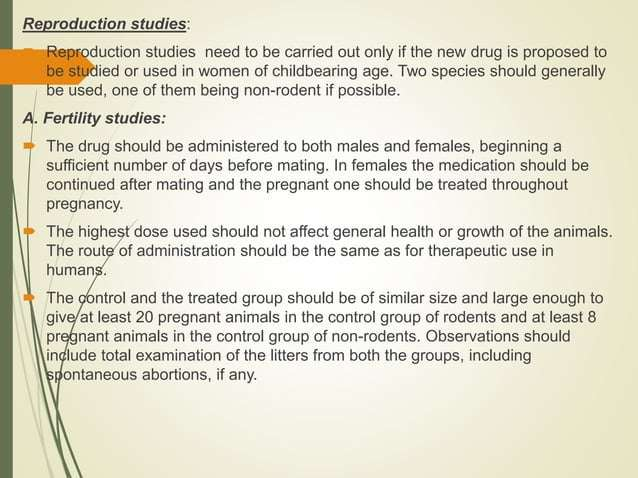 Reproduction studies:
Reproduction studies  need to be carried out only if the new drug is proposed to
be studied or used in women of childbearing age. Two species should generally
be used, one of them being non-rodent if possible.
A. Fertility studies:
The drug should be administered to both males and females, beginning a
sufficient number of days before mating. In females the medication should be
continued after mating and the pregnant one should be treated throughout
pregnancy.
The highest dose used should not affect general health or growth of the animals.
The route of administration should be the same as for therapeutic use in
humans.
The control and the treated group should be of similar size and large enough to
give at least 20 pregnant animals in the control group of rodents and at least 8
pregnant animals in the control group of non-rodents. Observations should
include total examination of the litters from both the groups, including
spontaneous abortions, if any.